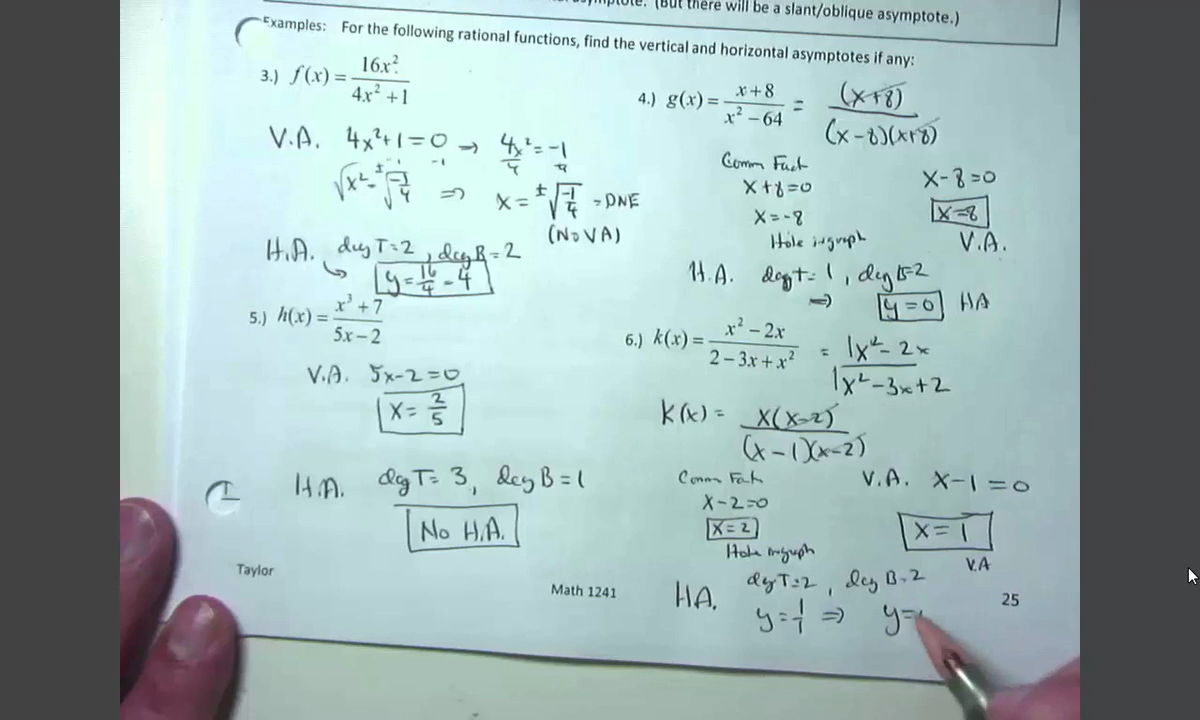 asymptote. (But there will be a slant/oblique asymptote.)
Examples: For the following rational functions, find the vertical and horizontal asymptotes if any:
3.) f(x) = 16x² / 4x² + 1
V.A. 4x²+1=0 ⇒ 4x²=-1
-1 -1 4 4
√x² = ±√-1/4 ⇒ x = ±√-1/4 = DNE
(No VA)
H.A. deg T=2, deg B=2
↳ y = 16/4 = 4
4.) g(x) = x+8 / x² − 64 = (x+8) / (x−8)(x+8)
Comm Fact
x+8=0
x=-8
Hole in graph
x-8=0
x=8
V.A.
H.A. deg T=1, deg B=2
⇒ y=0 HA
5.) h(x) = x³ + 7 / 5x − 2
V.A. 5x-2=0
x = 2/5
H.A. deg T= 3, deg B = 1
No H.A.
6.) k(x) = x² − 2x / 2 − 3x + x² = 1x² − 2x / 1x² − 3x + 2
K(x) = x(x-2) / (x-1)(x-2)
Comm Fact
x-2=0
x=2
Hole in graph
V.A. x-1=0
x=1
V.A
HA. deg T=2, deg B=2
y = 1/1 ⇒ y=
Taylor
Math 1241
25